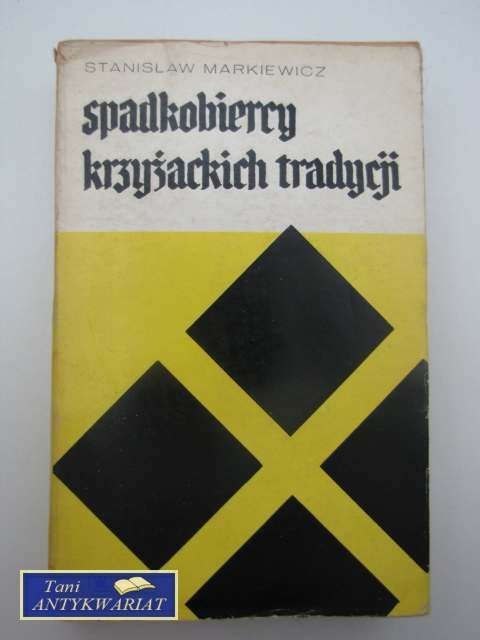 STANISŁAW MARKIEWICZ
spadkobiercy
krzyżackich tradycji
Tani
ANTYKWARIAT